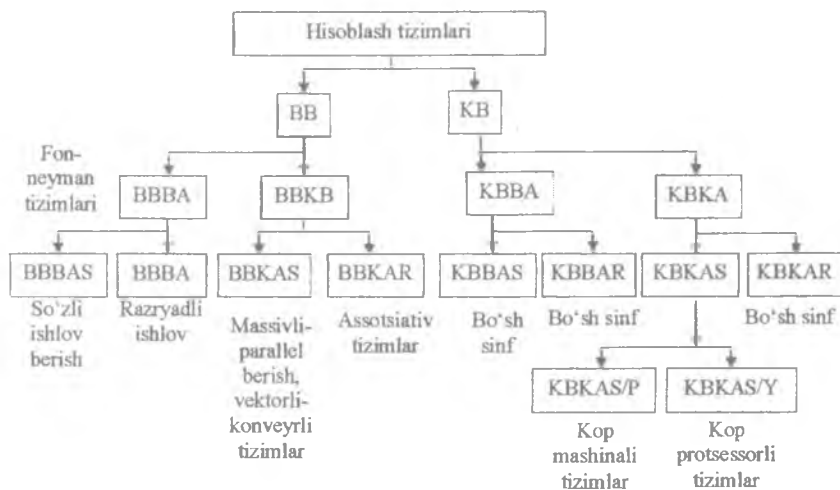 Hisoblash tizimlari
BB
KB
Fon-
neyman
tizimlari
BBBA
BBKB
KBBA
KBKA
BBBAS
BBBA
BBKAS
BBKAR
KBBAS
KBBAR
KBKAS
KBKAR
So‘zli
ishlov
berish
Razryadli
ishlov
Massivli-
parallel
berish,
vektorli-
konveyrli
tizimlar
Assotsiativ
tizimlar
Bo‘sh
sinf
Bo‘sh sinf
Bo‘sh sinf
KBKAS/P
KBKAS/Y
Kop
mashinali
tizimlar
Kop
protsessorli
tizimlar